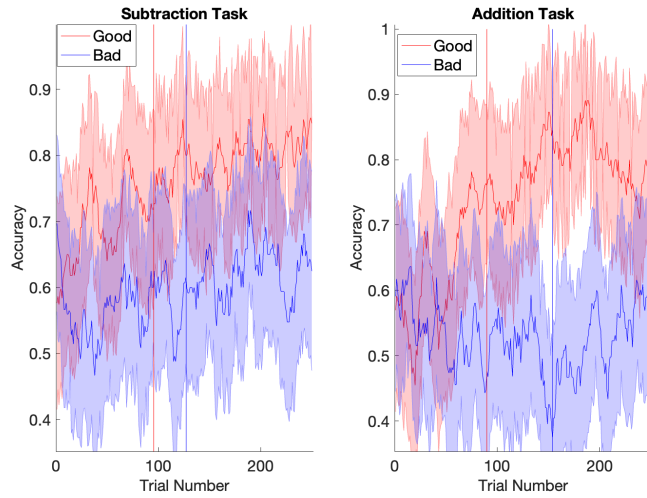 Subtraction Task
Good
Bad
Accuracy
0.9
0.8
0.7
0.6
0.5
0.4
0
100
200
Trial Number
Addition Task
Good
Bad
Accuracy
1
0.9
0.8
0.7
0.6
0.5
0.4
0
100
200
Trial Number